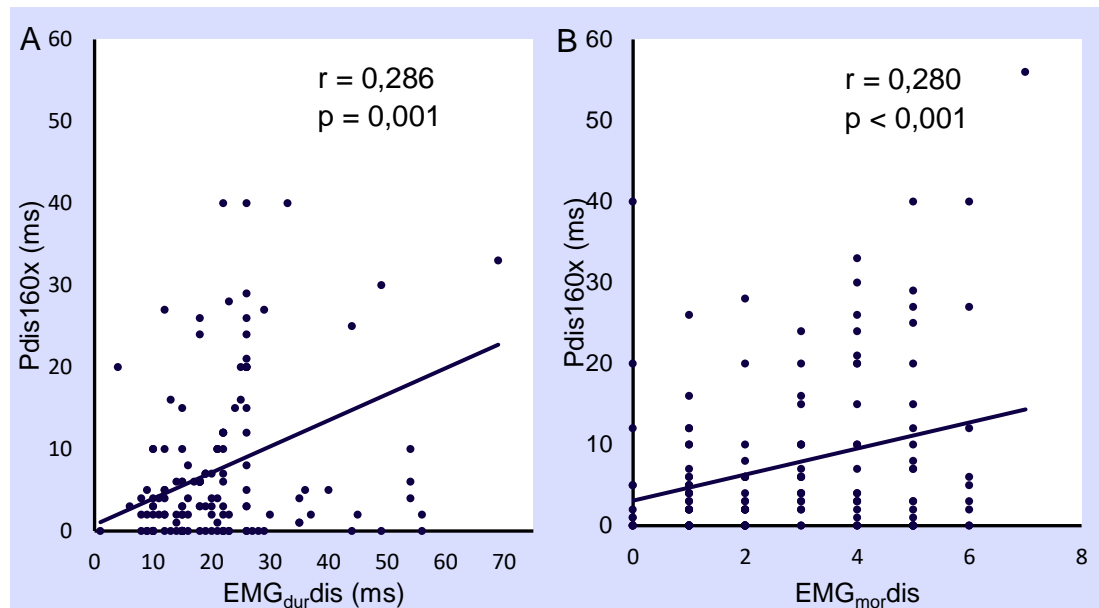 A
60
50
40
30
20
10
0
Pdis160x (ms)
r = 0,286
p = 0,001
0 10 20 30 40 50 60 70
EMGdurdis (ms)
B
60
50
40
30
20
10
0
Pdis160x (ms)
r = 0,280
p < 0,001
0 2 4 6 8
EMGmordis